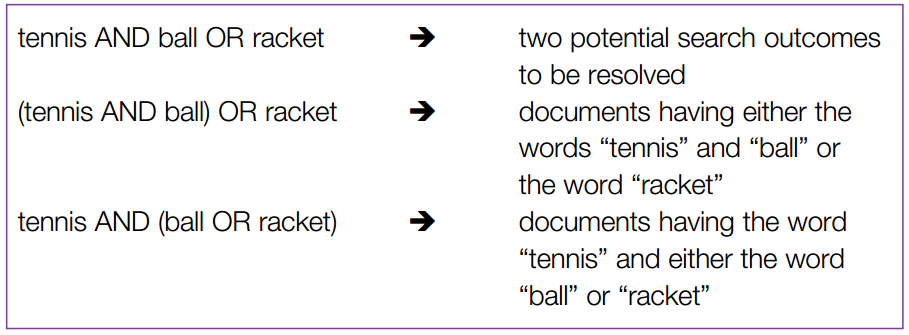 tennis AND ball OR racket ➔ two potential search outcomes
to be resolved
(tennis AND ball) OR racket ➔ documents having either the
words “tennis” and “ball” or
the word “racket”
tennis AND (ball OR racket) ➔ documents having the word
“tennis” and either the word
“ball” or “racket”